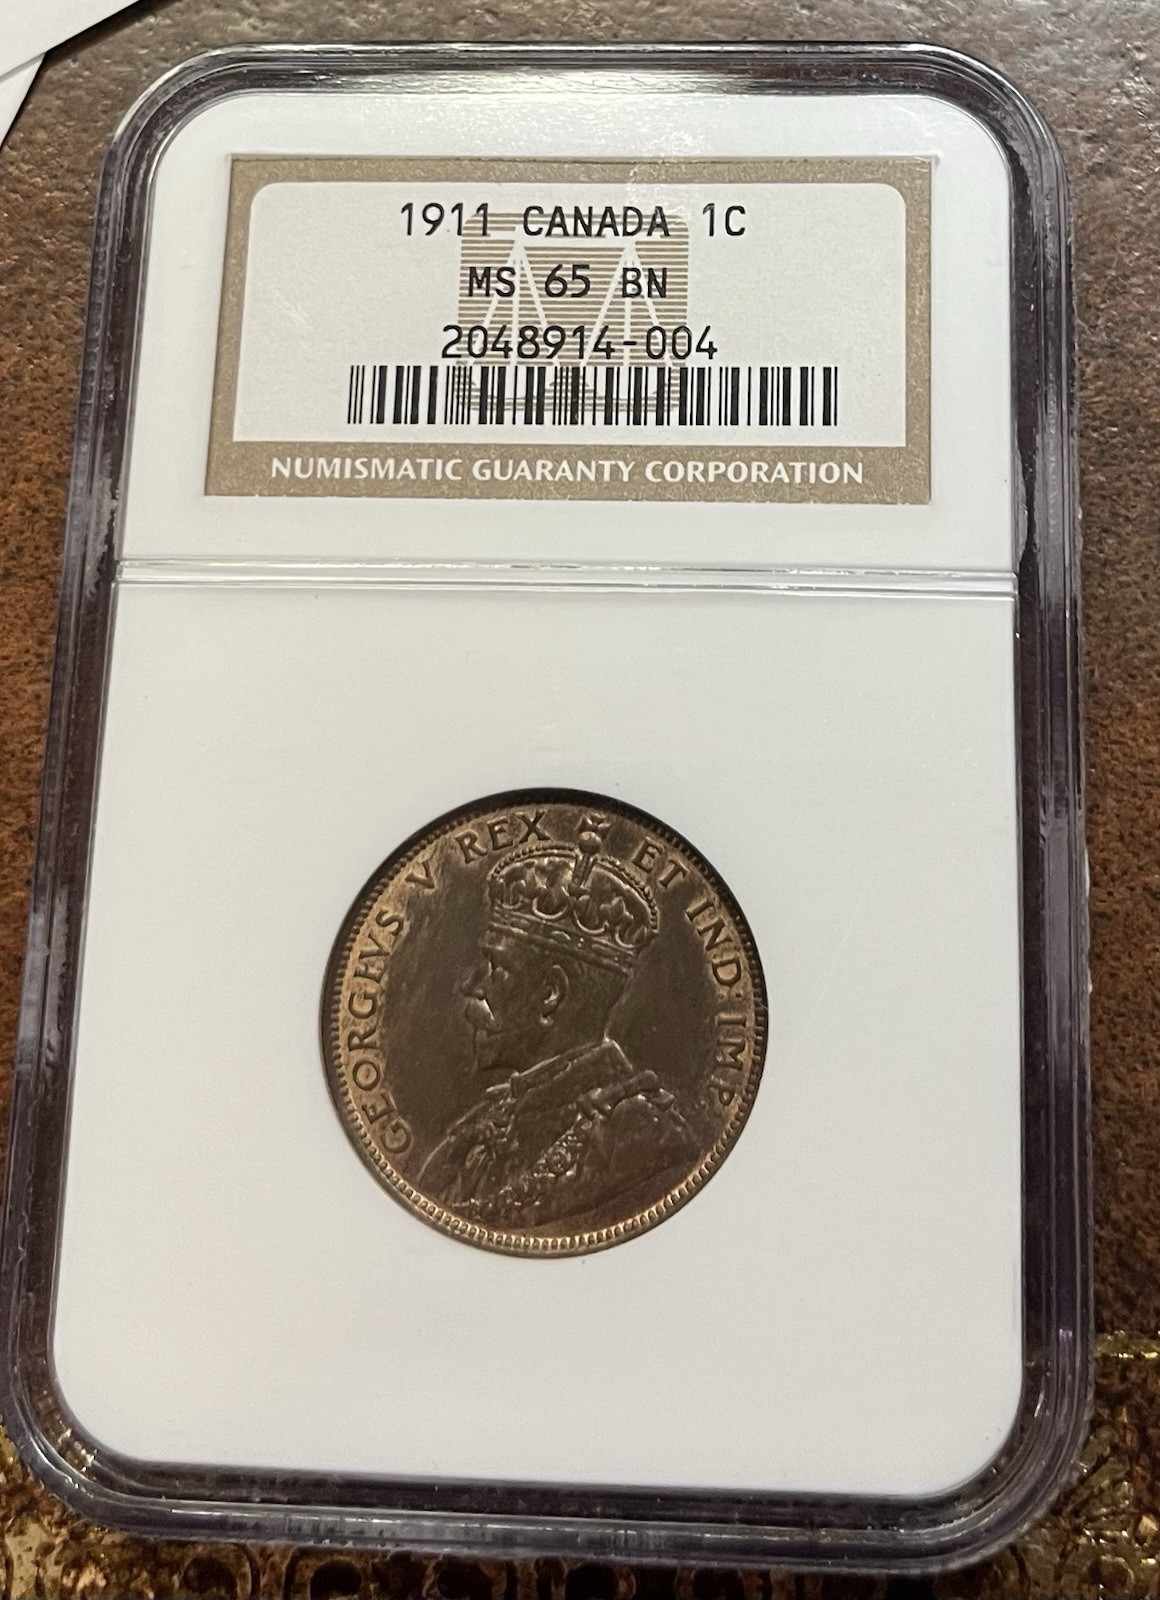 1911 CANADA 1C
MS 65 BN
2048914-004
NUMISMATIC GUARANTY CORPORATION
GEORGIVS V REX ET IND: IMP: